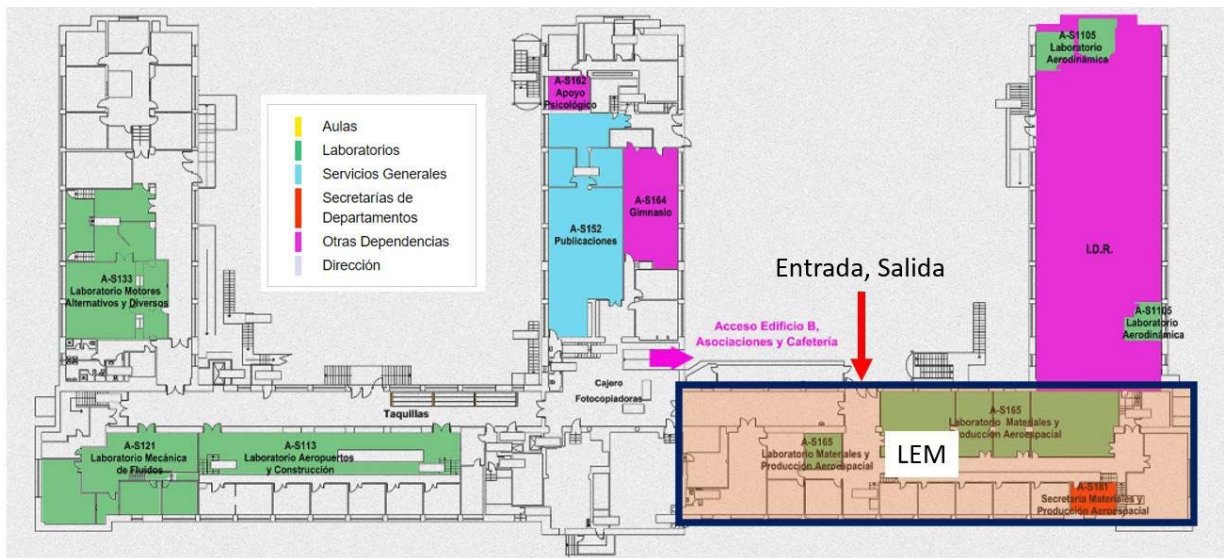 A-S1105
Laboratorio
Aerodinámica
A-S162
Apoyo
Psicológico
Aulas
Laboratorios
Servicios Generales
Secretarías de
Departamentos
Otras Dependencias
Dirección
A-S164
Gimnasio
A-S152
Publicaciones
I.D.R.
A-S133
Laboratorio Motores
Alternativos y Diversos
Entrada, Salida
A-S1105
Laboratorio
Aerodinámica
Acceso Edificio B,
Asociaciones y Cafetería
Cajero
Fotocopiadoras
Taquillas
A-S121
Laboratorio Mecánica
de Fluidos
A-S113
Laboratorio Aeropuertos
y Construcción
A-S165
Laboratorio Materiales y
Producción Aeroespacial
A-S165
Laboratorio Materiales y
Producción Aeroespacial
LEM
A-S181
Secretaría Materiales y
Producción Aeroespacial